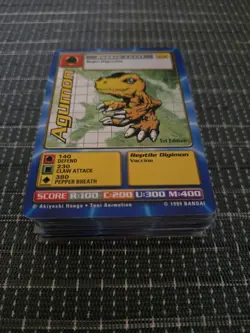 Agumon
1st Edition
140
DEFEND
230
CLAW ATTACK
380
PEPPER BREATH
Reptile Digimon
Vaccine
SCORE R:100 C:200 U:300 M:400
© Akiyoshi Hongo • Toei Animation © 1999 BANDAI